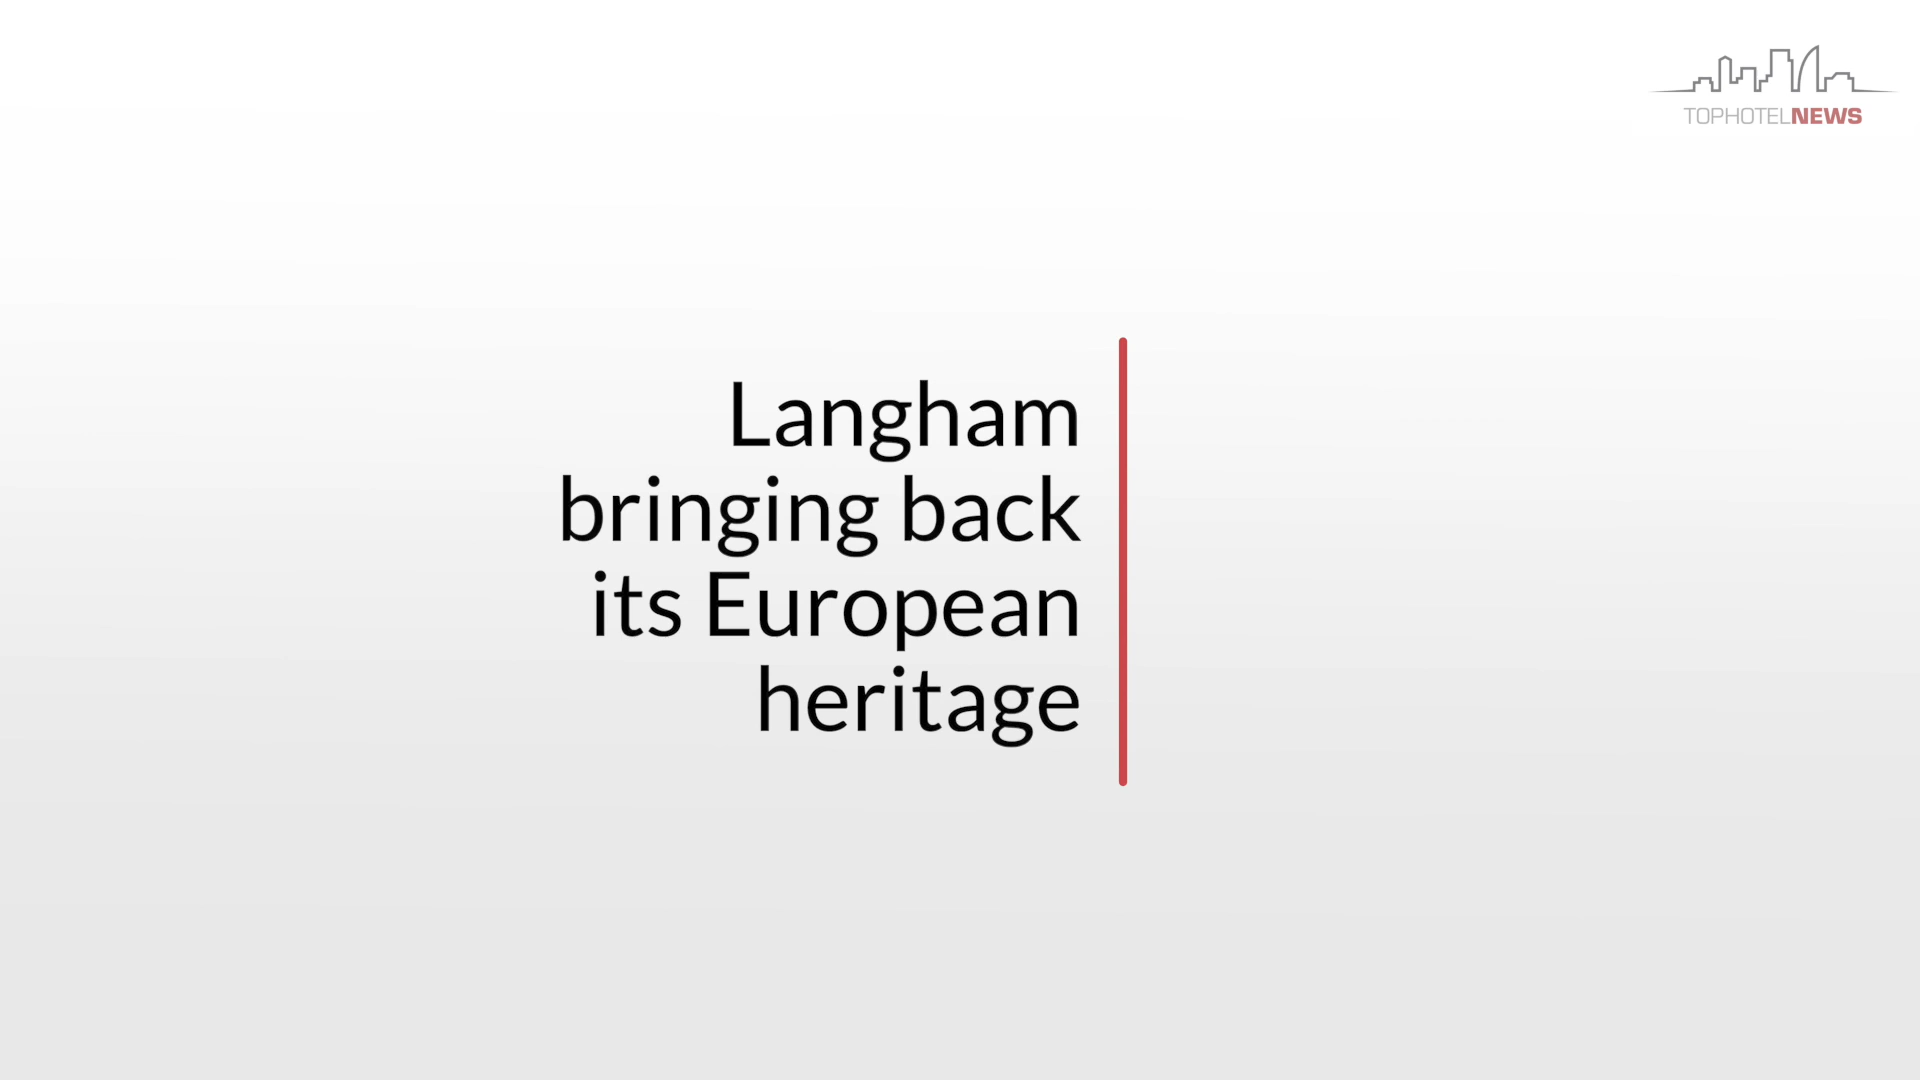 TOPHOTELNEWS
Langham
bringing back
its European
heritage